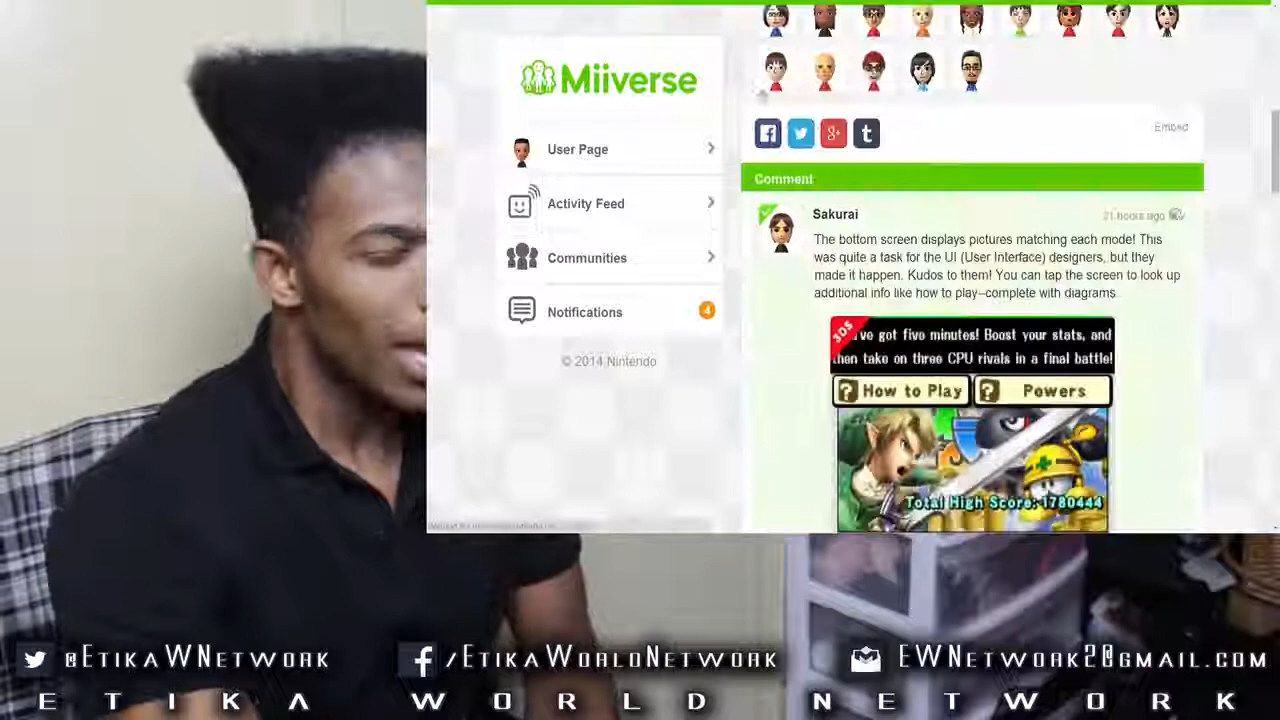 Miiverse
User Page
Activity Feed
Communities
Notifications
4
© 2014 Nintendo
Embed
Comment
Sakurai
21 hours ago
The bottom screen displays pictures matching each mode! This
was quite a task for the UI (User Interface) designers, but they
made it happen. Kudos to them! You can tap the screen to look up
additional info like how to play–complete with diagrams.
3DS
've got five minutes! Boost your stats, and
then take on three CPU rivals in a final battle!
? How to Play
? Powers
Total High Score: 1780444
@EtikaWNetwork
/EtikaWorldNetwork
EWNetwork2@gmail.com
ETIKA WORLD NETWORK